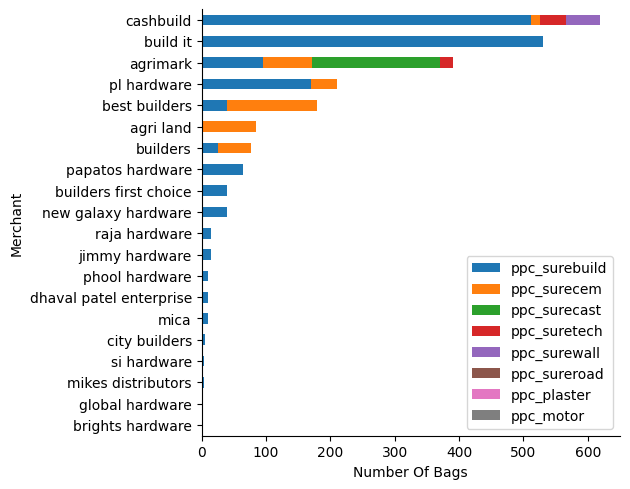 cashbuild
build it
agrimark
pl hardware
best builders
agri land
builders
papatos hardware
builders first choice
new galaxy hardware
raja hardware
jimmy hardware
phool hardware
dhaval patel enterprise
mica
city builders
si hardware
mikes distributors
global hardware
brights hardware
Merchant
ppc_surebuild
ppc_surecem
ppc_surecast
ppc_suretech
ppc_surewall
ppc_sureroad
ppc_plaster
ppc_motor
0 100 200 300 400 500 600
Number Of Bags